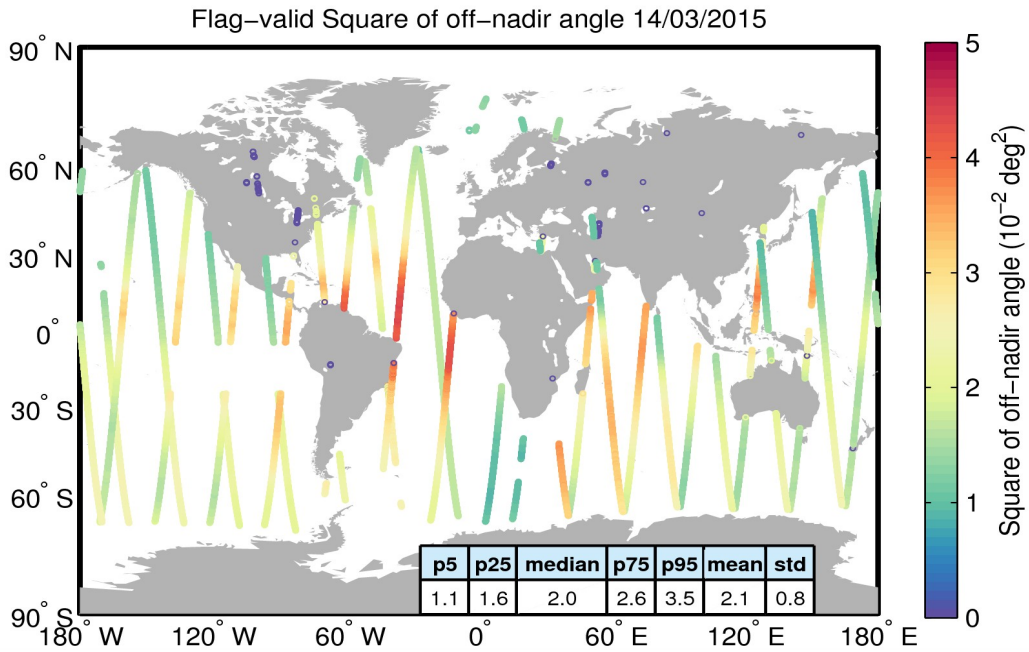 Flag−valid Square of off−nadir angle 14/03/2015
90° N
60° N
30° N
0°
30° S
60° S
90° S
180° W
120° W
60° W
0°
60° E
120° E
180° E
p5 p25 median p75 p95 mean std
1.1 1.6 2.0 2.6 3.5 2.1 0.8
5
4
3
2
1
0
Square of off−nadir angle (10⁻² deg²)